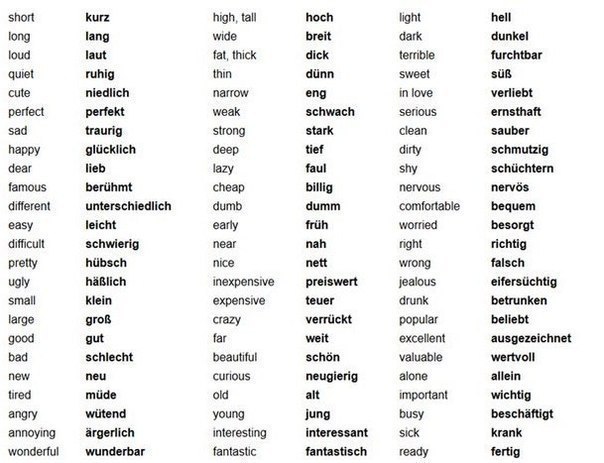 short kurz high, tall hoch light hell
long lang wide breit dark dunkel
loud laut fat, thick dick terrible furchtbar
quiet ruhig thin dünn sweet süß
cute niedlich narrow eng in love verliebt
perfect perfekt weak schwach serious ernsthaft
sad traurig strong stark clean sauber
happy glücklich deep tief dirty schmutzig
dear lieb lazy faul shy schüchtern
famous berühmt cheap billig nervous nervös
different unterschiedlich dumb dumm comfortable bequem
easy leicht early früh worried besorgt
difficult schwierig near nah right richtig
pretty hübsch nice nett wrong falsch
ugly häßlich inexpensive preiswert jealous eifersüchtig
small klein expensive teuer drunk betrunken
large groß crazy verrückt popular beliebt
good gut far weit excellent ausgezeichnet
bad schlecht beautiful schön valuable wertvoll
new neu curious neugierig alone allein
tired müde old alt important wichtig
angry wütend young jung busy beschäftigt
annoying ärgerlich interesting interessant sick krank
wonderful wunderbar fantastic fantastisch ready fertig